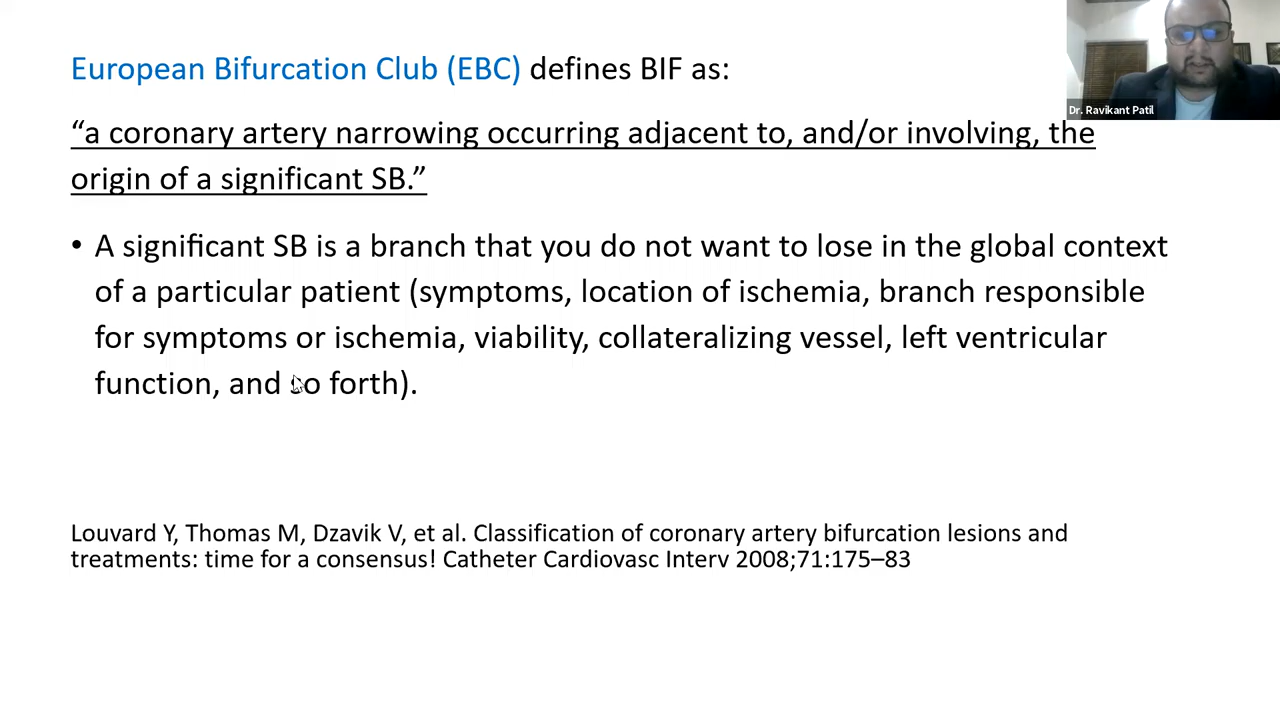 European Bifurcation Club (EBC) defines BIF as:
“a coronary artery narrowing occurring adjacent to, and/or involving, the
origin of a significant SB.”
• A significant SB is a branch that you do not want to lose in the global context
of a particular patient (symptoms, location of ischemia, branch responsible
for symptoms or ischemia, viability, collateralizing vessel, left ventricular
function, and so forth).
Louvard Y, Thomas M, Dzavik V, et al. Classification of coronary artery bifurcation lesions and
treatments: time for a consensus! Catheter Cardiovasc Interv 2008;71:175–83
Dr. Ravikant Patil